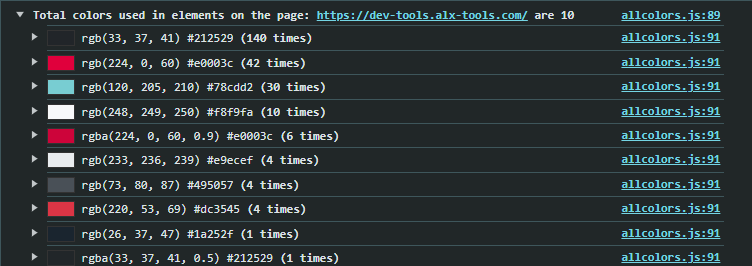 Total colors used in elements on the page: https://dev-tools.alx-tools.com/ are 10 allcolors.js:89
rgb(33, 37, 41) #212529 (140 times) allcolors.js:91
rgb(224, 0, 60) #e0003c (42 times) allcolors.js:91
rgb(120, 205, 210) #78cdd2 (30 times) allcolors.js:91
rgb(248, 249, 250) #f8f9fa (10 times) allcolors.js:91
rgba(224, 0, 60, 0.9) #e0003c (6 times) allcolors.js:91
rgb(233, 236, 239) #e9ecef (4 times) allcolors.js:91
rgb(73, 80, 87) #495057 (4 times) allcolors.js:91
rgb(220, 53, 69) #dc3545 (4 times) allcolors.js:91
rgb(26, 37, 47) #1a252f (1 times) allcolors.js:91
rgba(33, 37, 41, 0.5) #212529 (1 times) allcolors.js:91